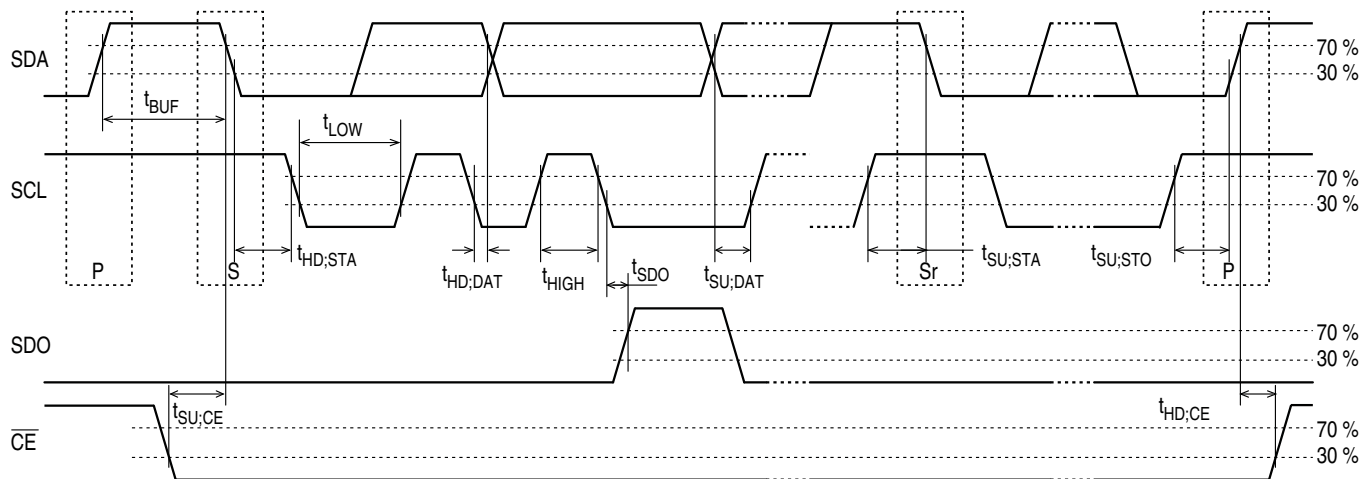 SDA
70 %
30 %
tBUF
tLOW
SCL
70 %
30 %
tHD;STA
tHD;DAT
tHIGH
tSDO
tSU;DAT
tSU;STA
tSU;STO
P
S
Sr
P
SDO
70 %
30 %
tSU;CE
tHD;CE
CE
70 %
30 %